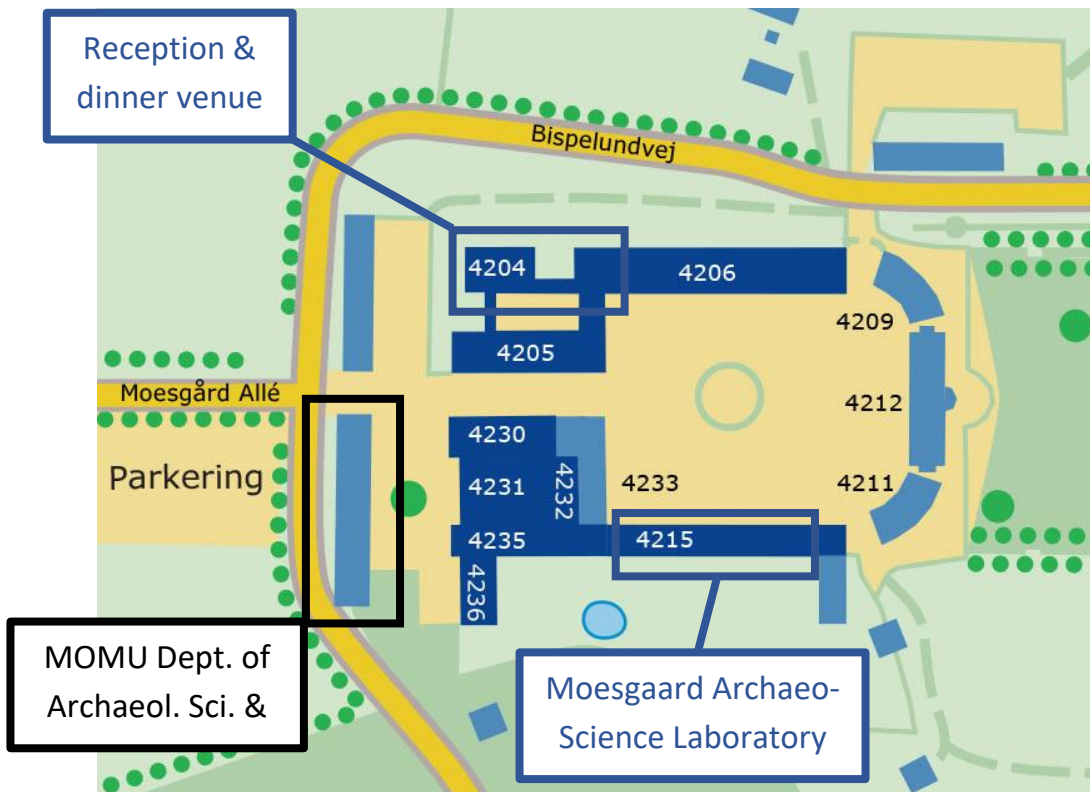 Reception &
dinner venue
Bispelundvej
4204
4206
4209
4205
Moesgård Allé
4212
4230
Parkering
4231
4232
4233
4211
4235
4215
4236
MOMU Dept. of
Archaeol. Sci. &
Moesgaard Archaeo-
Science Laboratory